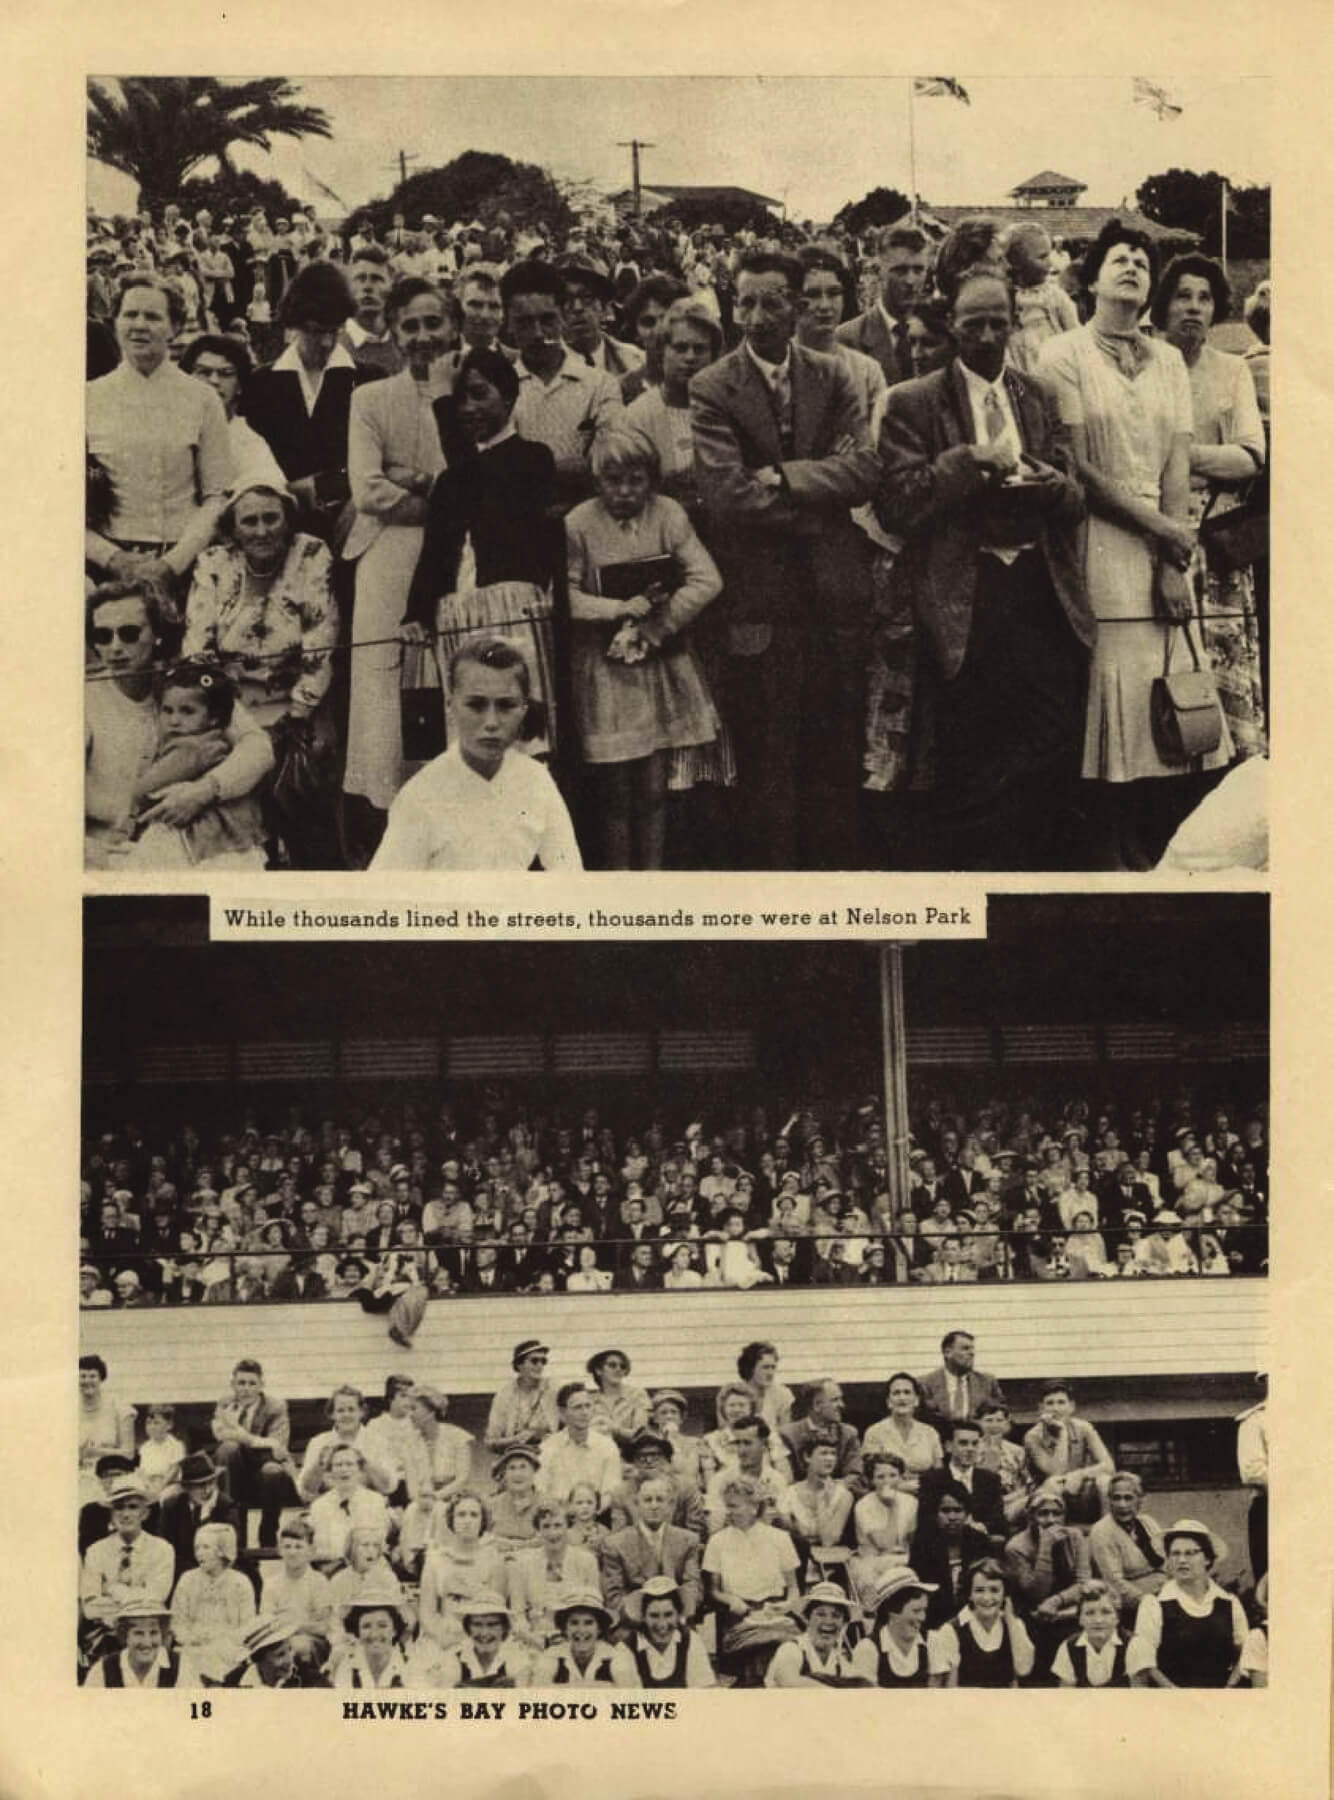 While thousands lined the streets, thousands more were at Nelson Park
18 HAWKE'S BAY PHOTO NEWS